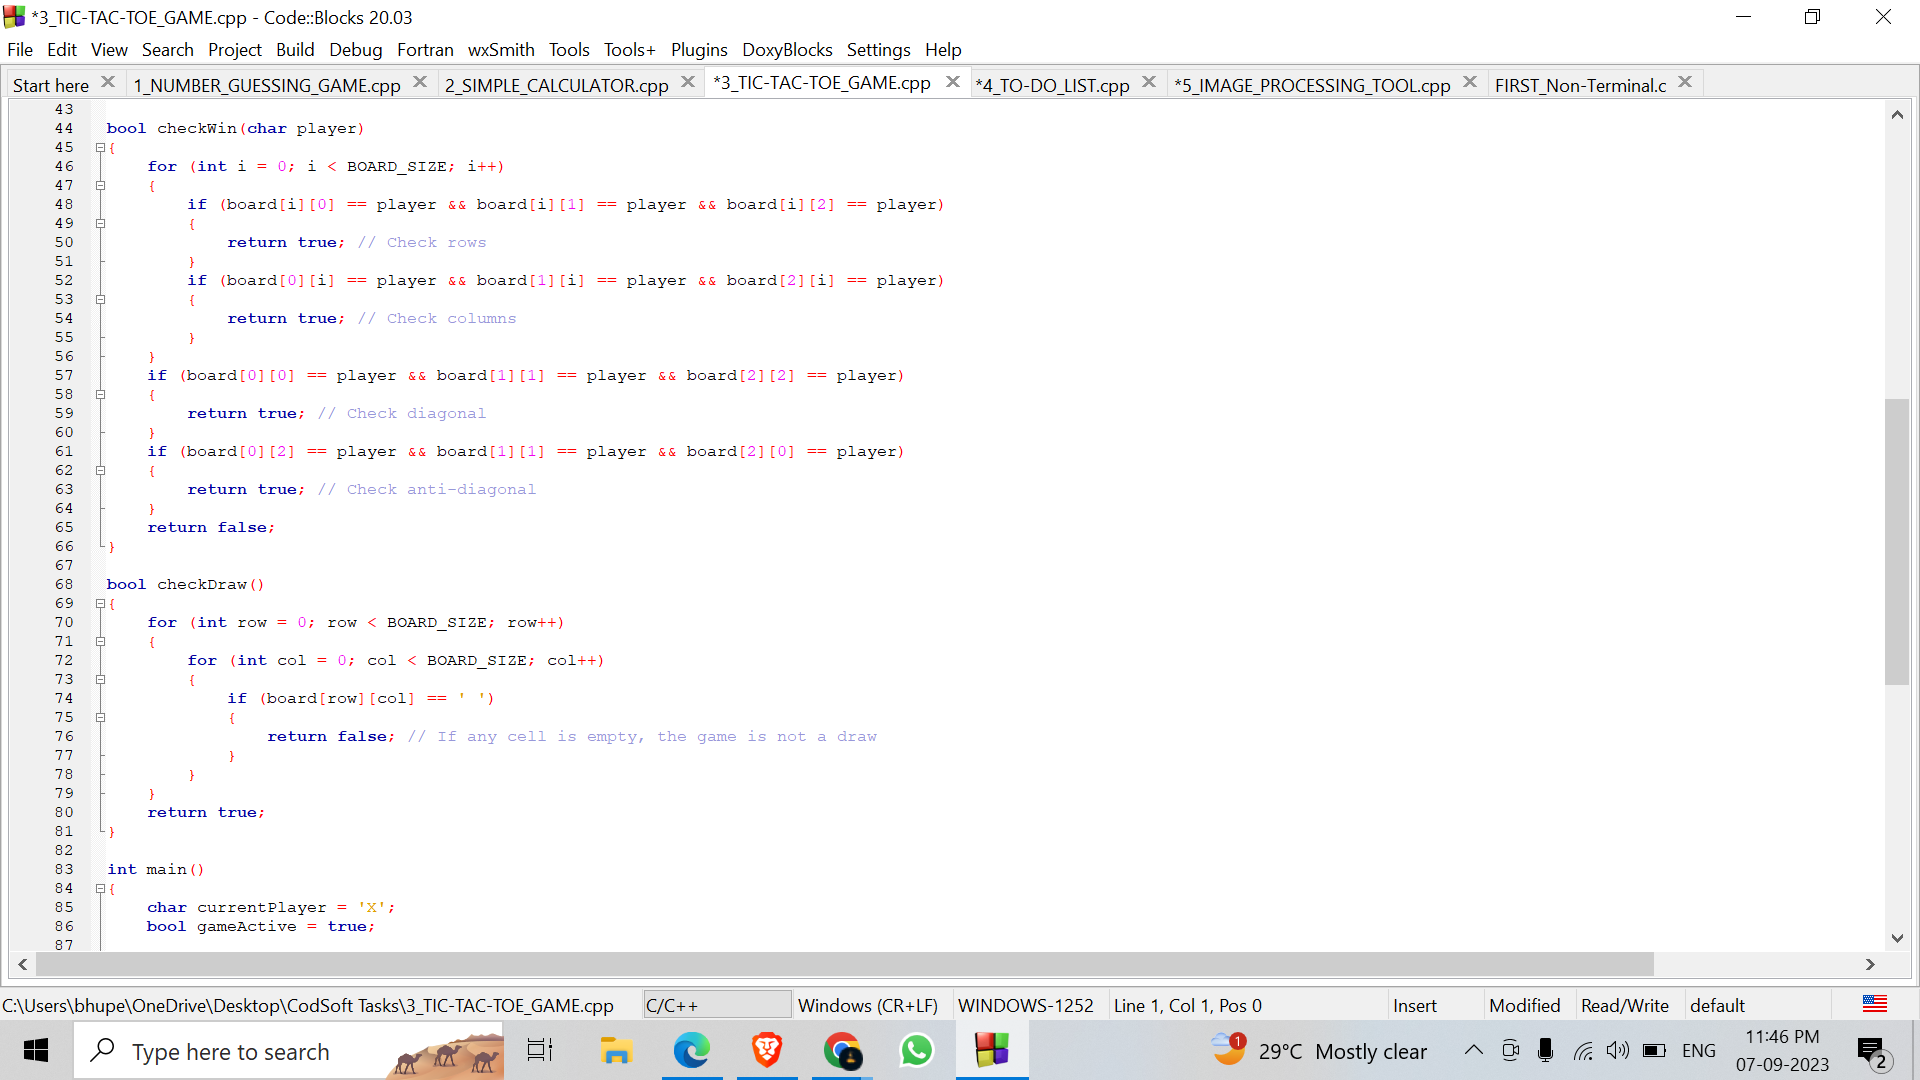 *3_TIC-TAC-TOE_GAME.cpp - Code::Blocks 20.03
File Edit View Search Project Build Debug Fortran wxSmith Tools Tools+ Plugins DoxyBlocks Settings Help
Start here 1_NUMBER_GUESSING_GAME.cpp 2_SIMPLE_CALCULATOR.cpp *3_TIC-TAC-TOE_GAME.cpp *4_TO-DO_LIST.cpp *5_IMAGE_PROCESSING_TOOL.cpp FIRST_Non-Terminal.c
43
44 bool checkWin(char player)
45 {
46 for (int i = 0; i < BOARD_SIZE; i++)
47 {
48 if (board[i][0] == player && board[i][1] == player && board[i][2] == player)
49 {
50 return true; // Check rows
51 }
52 if (board[0][i] == player && board[1][i] == player && board[2][i] == player)
53 {
54 return true; // Check columns
55 }
56 }
57 if (board[0][0] == player && board[1][1] == player && board[2][2] == player)
58 {
59 return true; // Check diagonal
60 }
61 if (board[0][2] == player && board[1][1] == player && board[2][0] == player)
62 {
63 return true; // Check anti-diagonal
64 }
65 return false;
66 }
67
68 bool checkDraw()
69 {
70 for (int row = 0; row < BOARD_SIZE; row++)
71 {
72 for (int col = 0; col < BOARD_SIZE; col++)
73 {
74 if (board[row][col] == ' ')
75 {
76 return false; // If any cell is empty, the game is not a draw
77 }
78 }
79 }
80 return true;
81 }
82
83 int main()
84 {
85 char currentPlayer = 'X';
86 bool gameActive = true;
87
C:\Users\bhupe\OneDrive\Desktop\CodSoft Tasks\3_TIC-TAC-TOE_GAME.cpp C/C++ Windows (CR+LF) WINDOWS-1252 Line 1, Col 1, Pos 0 Insert Modified Read/Write default
Type here to search 1 29°C Mostly clear ENG 11:46 PM
07-09-2023 2